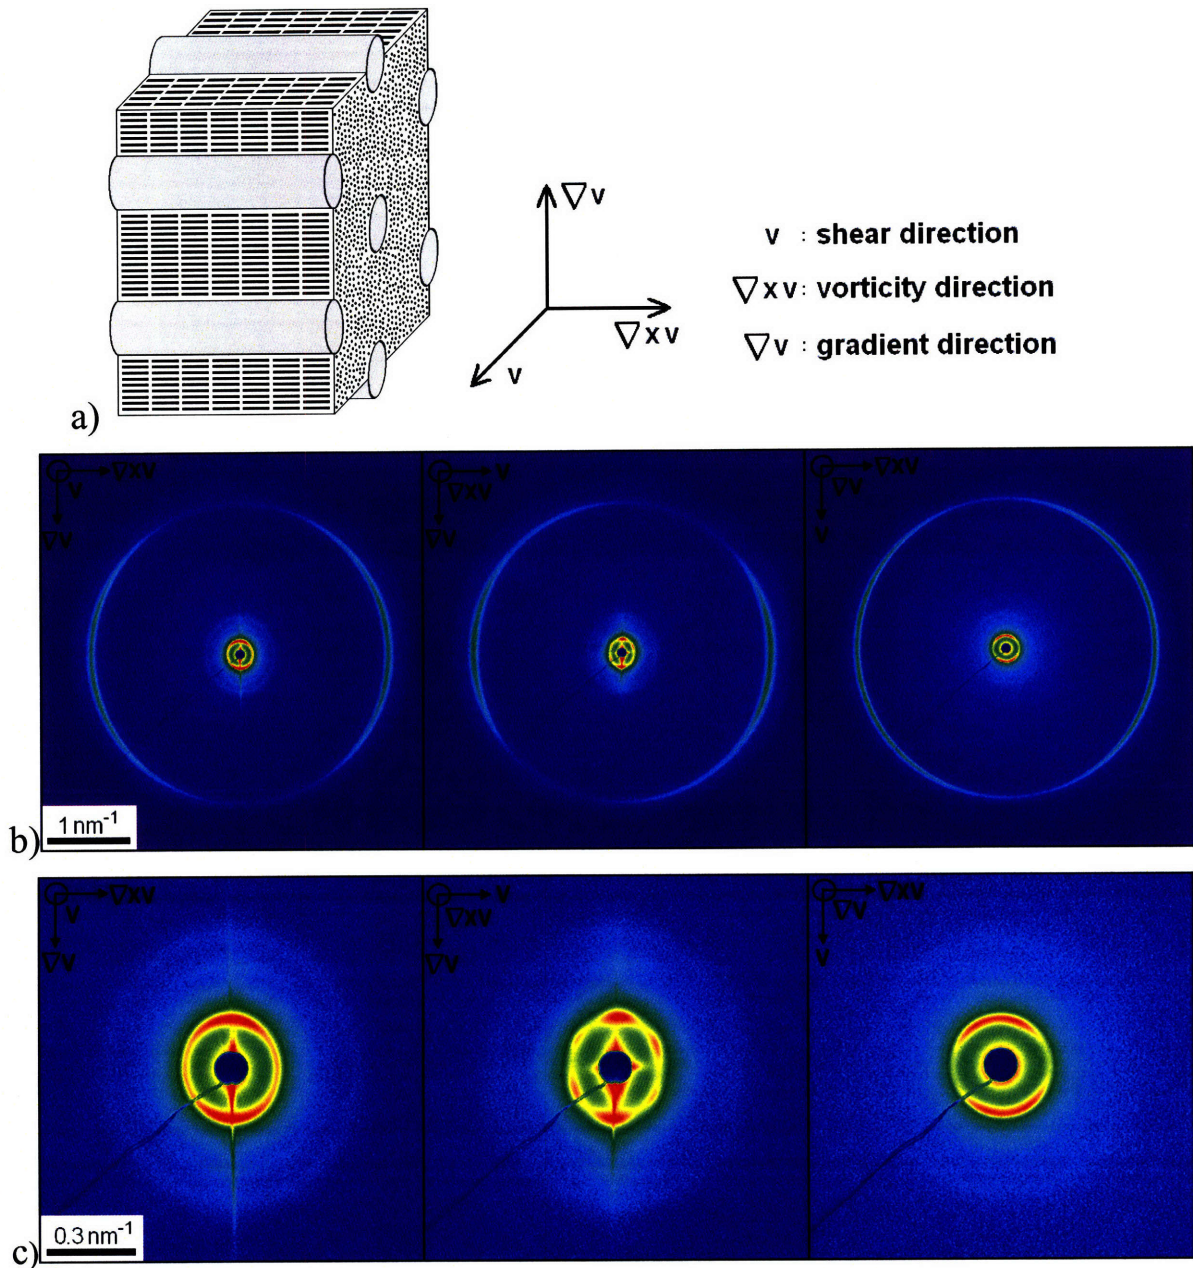 ∇v
v : shear direction
∇xv : vorticity direction
∇xv
∇v : gradient direction
v
a)
∇xv
v
∇xv
v
∇xv
∇v
∇v
∇v
v
1 nm⁻¹
b)
∇xv
v
v
∇xv
∇xv
∇v
∇v
∇v
v
0.3 nm⁻¹
c)